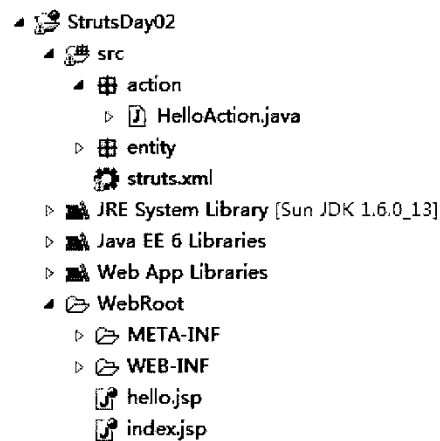 StrutsDay02
src
action
HelloAction.java
entity
struts.xml
JRE System Library [Sun JDK 1.6.0_13]
Java EE 6 Libraries
Web App Libraries
WebRoot
META-INF
WEB-INF
hello.jsp
index.jsp